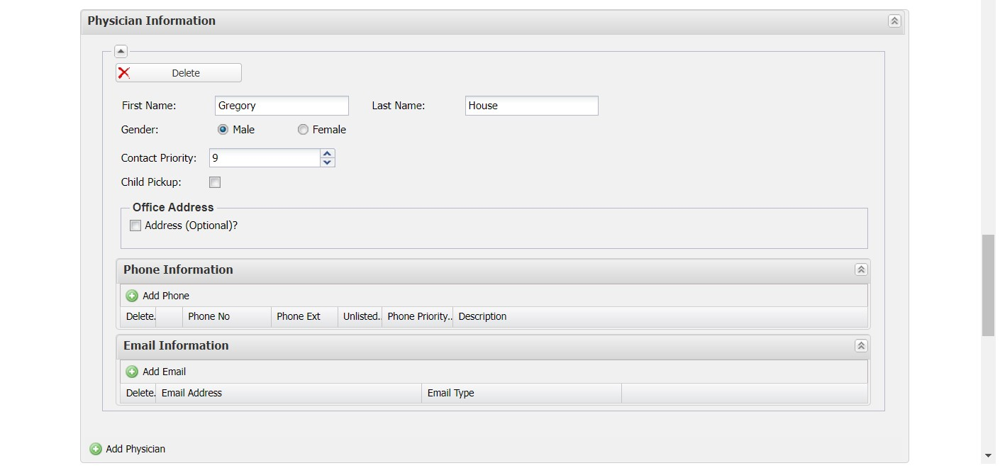 Physician Information
Delete
First Name: Gregory Last Name: House
Gender: Male Female
Contact Priority: 9
Child Pickup:
Office Address
Address (Optional)?
Phone Information
Add Phone
Delete. Phone No Phone Ext Unlisted.. Phone Priority.. Description
Email Information
Add Email
Delete. Email Address Email Type
Add Physician